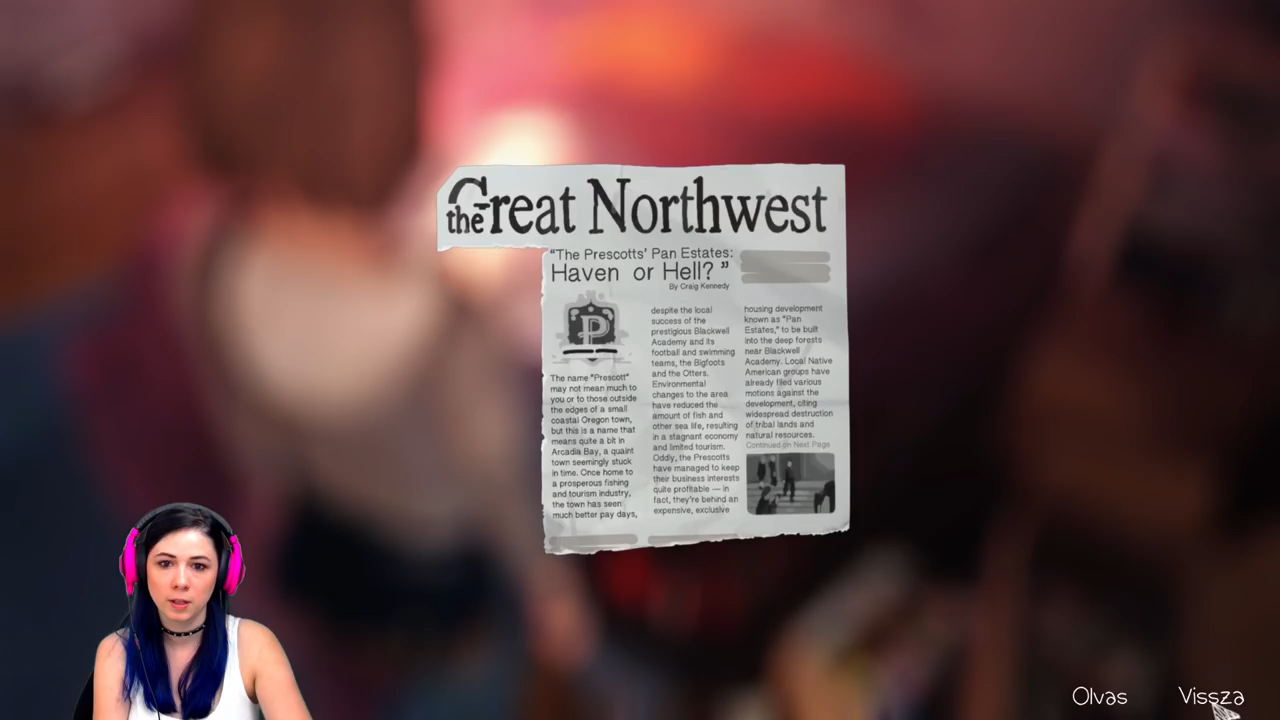 the Great Northwest
"The Prescotts' Pan Estates:
Haven or Hell?"
By Craig Kennedy
P
The name "Prescott"
may not mean much to
you or to those outside
the edges of a small
coastal Oregon town,
but this is a name that
means quite a bit in
Arcadia Bay, a quaint
town seemingly stuck
in time. Once home to
a prosperous fishing
and tourism industry,
the town has seen
much better pay days,
despite the local
success of the
prestigious Blackwell
Academy and its
football and swimming
teams, the Bigfoots
and the Otters.
Environmental
changes to the area
have reduced the
amount of fish and
other sea life, resulting
in a stagnant economy
and limited tourism.
Oddly, the Prescotts
have managed to keep
their business interests
quite profitable — in
fact, they're behind an
expensive, exclusive
housing development
known as "Pan
Estates," to be built
into the deep forests
near Blackwell
Academy. Local Native
American groups have
already filed various
motions against the
development, citing
widespread destruction
of tribal lands and
natural resources.
Continued on Next Page
Olvas Vissza